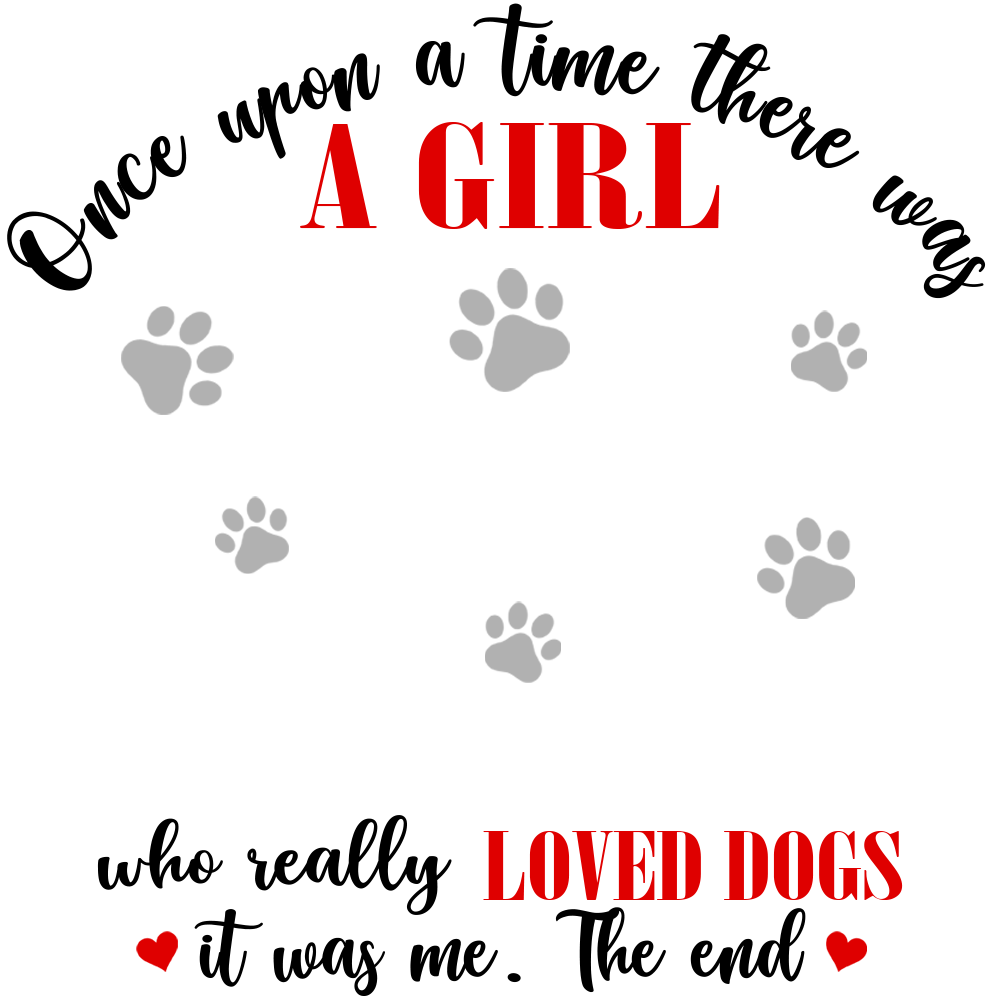 Once upon a time there was
A GIRL
who really LOVED DOGS
it was me. The end